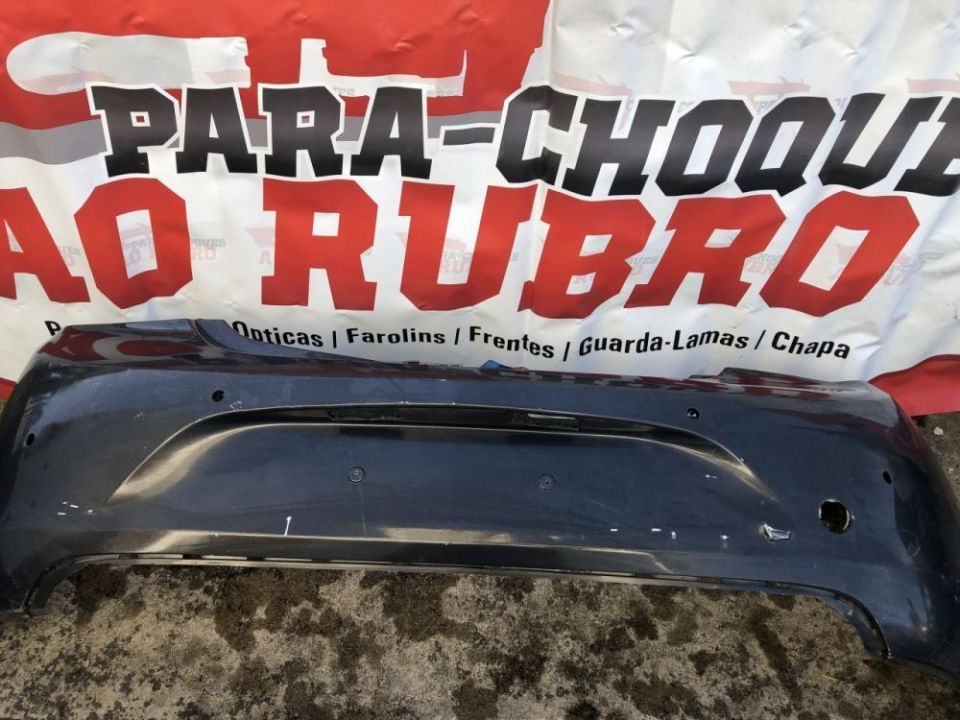 PARA-CHOQUE
AO RUBRO
Opticas / Farolins / Frentes / Guarda-Lamas / Chapa